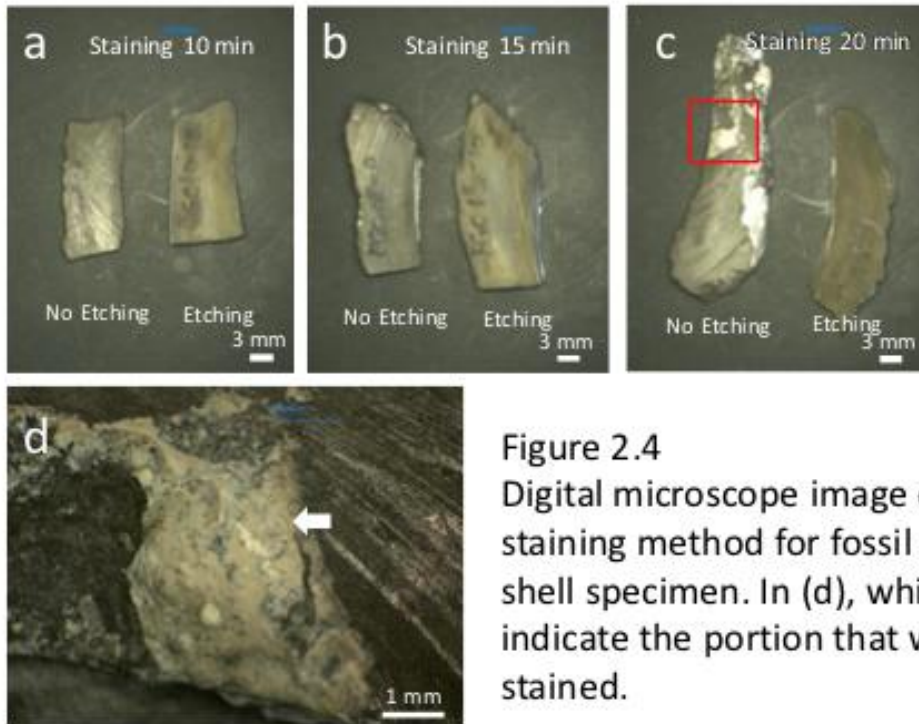 a
Staining 10 min
No Etching
Etching
3 mm
b
Staining 15 min
No Etching
Etching
3 mm
c
Staining 20 min
No Etching
Etching
3 mm
d
1 mm
Figure 2.4
Digital microscope image
staining method for fossil
shell specimen. In (d),
indicate the portion that
stained.